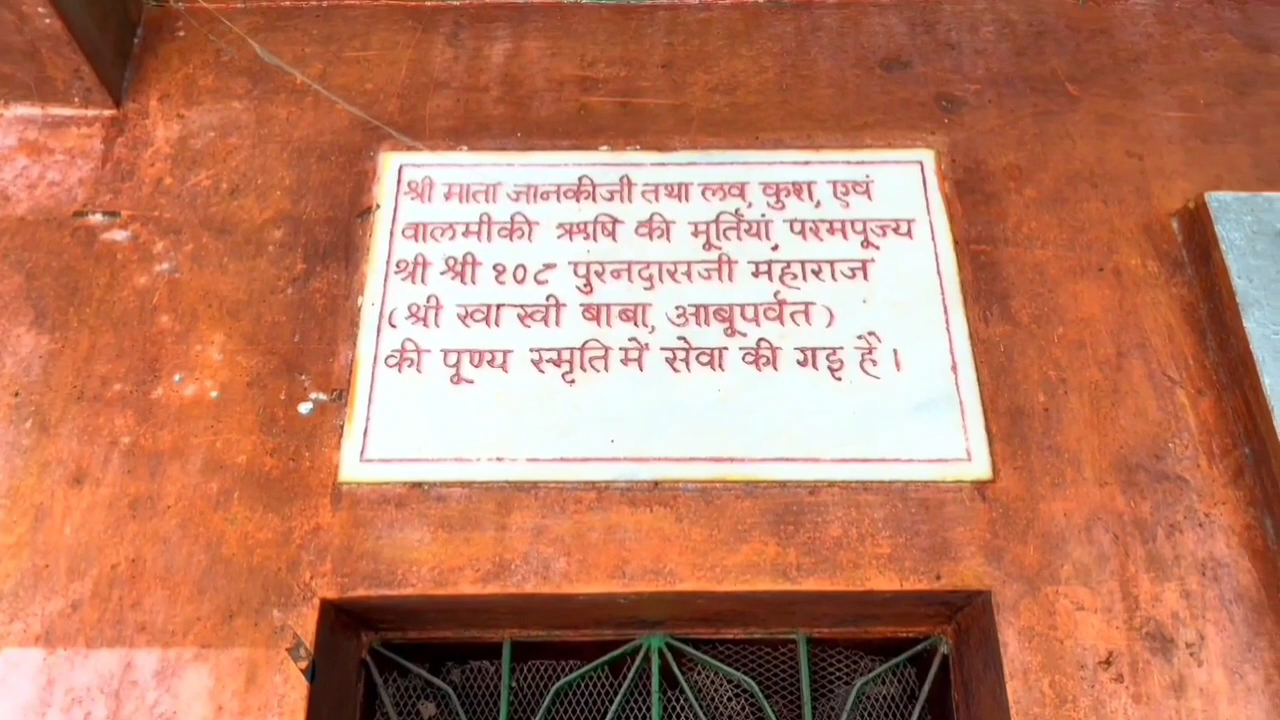 श्री माता जानकीजी तथा लव, कुश, एवं
वालमीकी ऋषि की मूर्तियां, परमपूज्य
श्री श्री १०८ पुरनदासजी महाराज
(श्री खाखी बाबा, आबूपर्वत)
की पूण्य स्मृति में सेवा की गइ है।